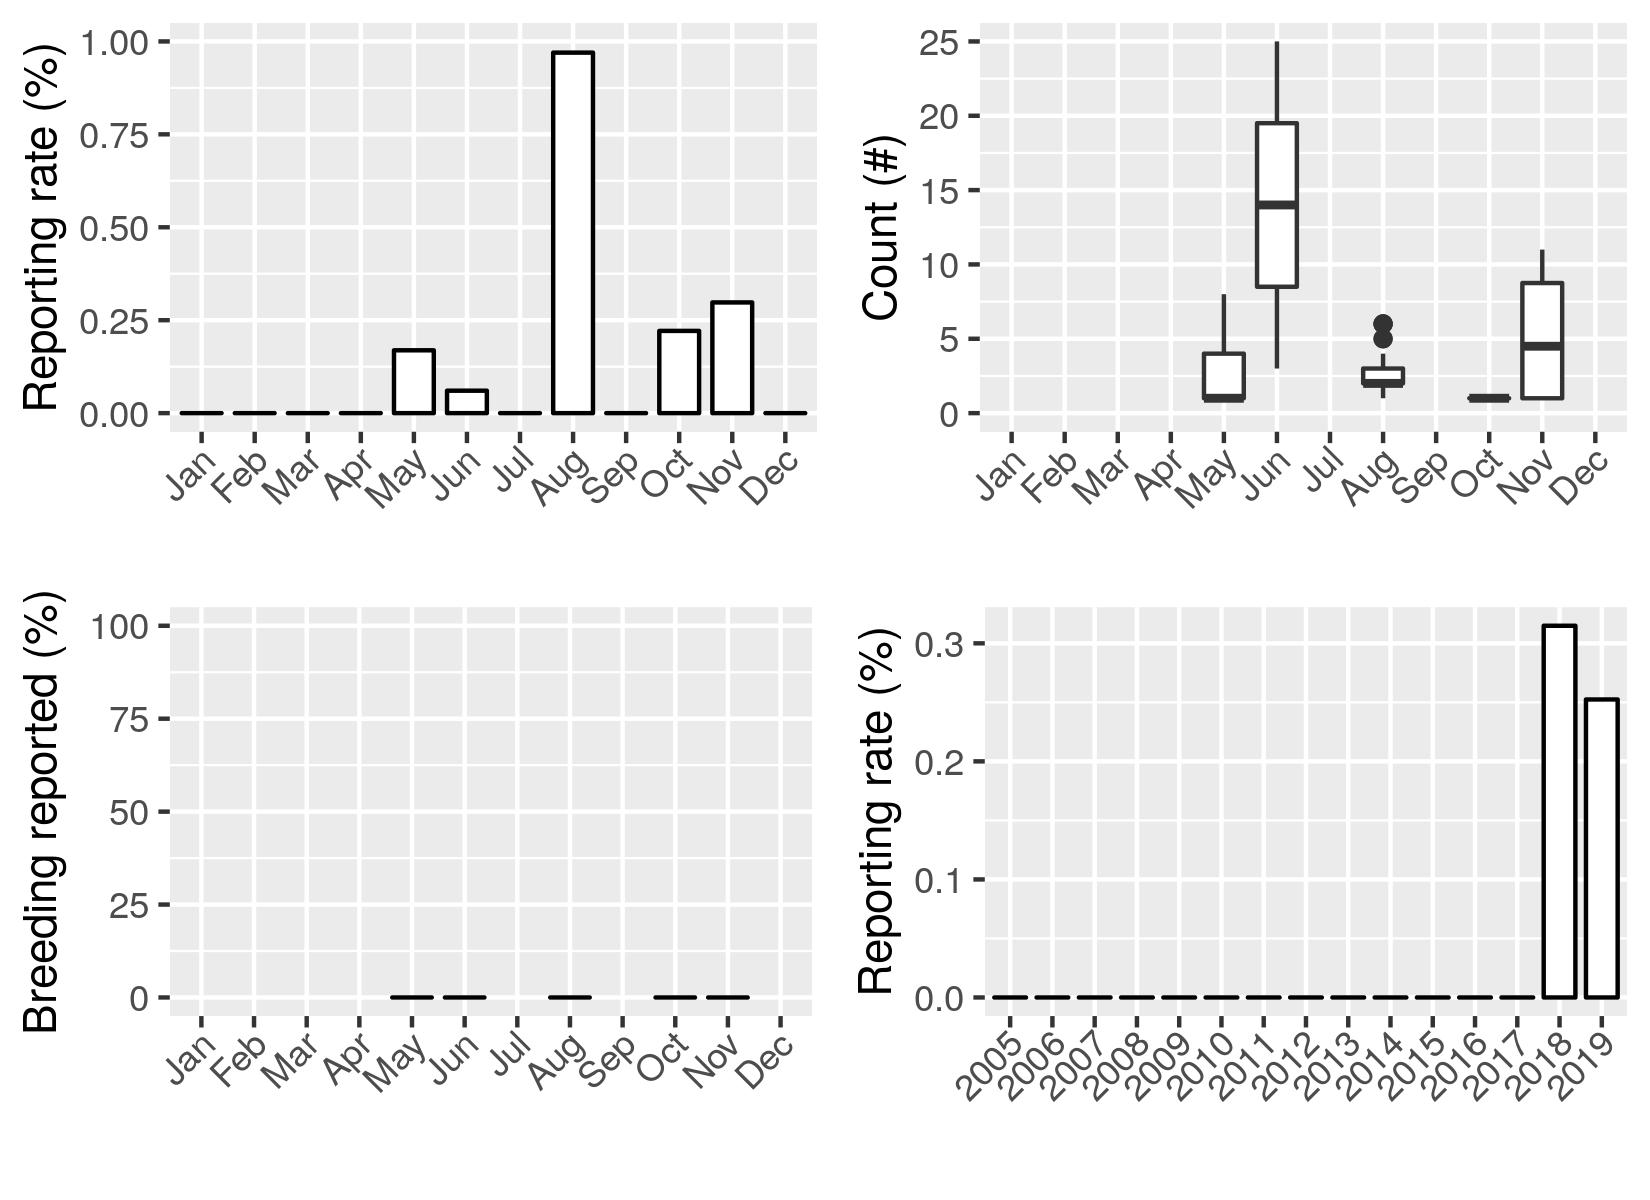 Reporting rate (%)
1.00
0.75
0.50
0.25
0.00
Jan Feb Mar Apr May Jun Jul Aug Sep Oct Nov Dec
Count (#)
25
20
15
10
5
0
Jan Feb Mar Apr May Jun Jul Aug Sep Oct Nov Dec
Breeding reported (%)
100
75
50
25
0
Jan Feb Mar Apr May Jun Jul Aug Sep Oct Nov Dec
Reporting rate (%)
0.3
0.2
0.1
0.0
2005 2006 2007 2008 2009 2010 2011 2012 2013 2014 2015 2016 2017 2018 2019